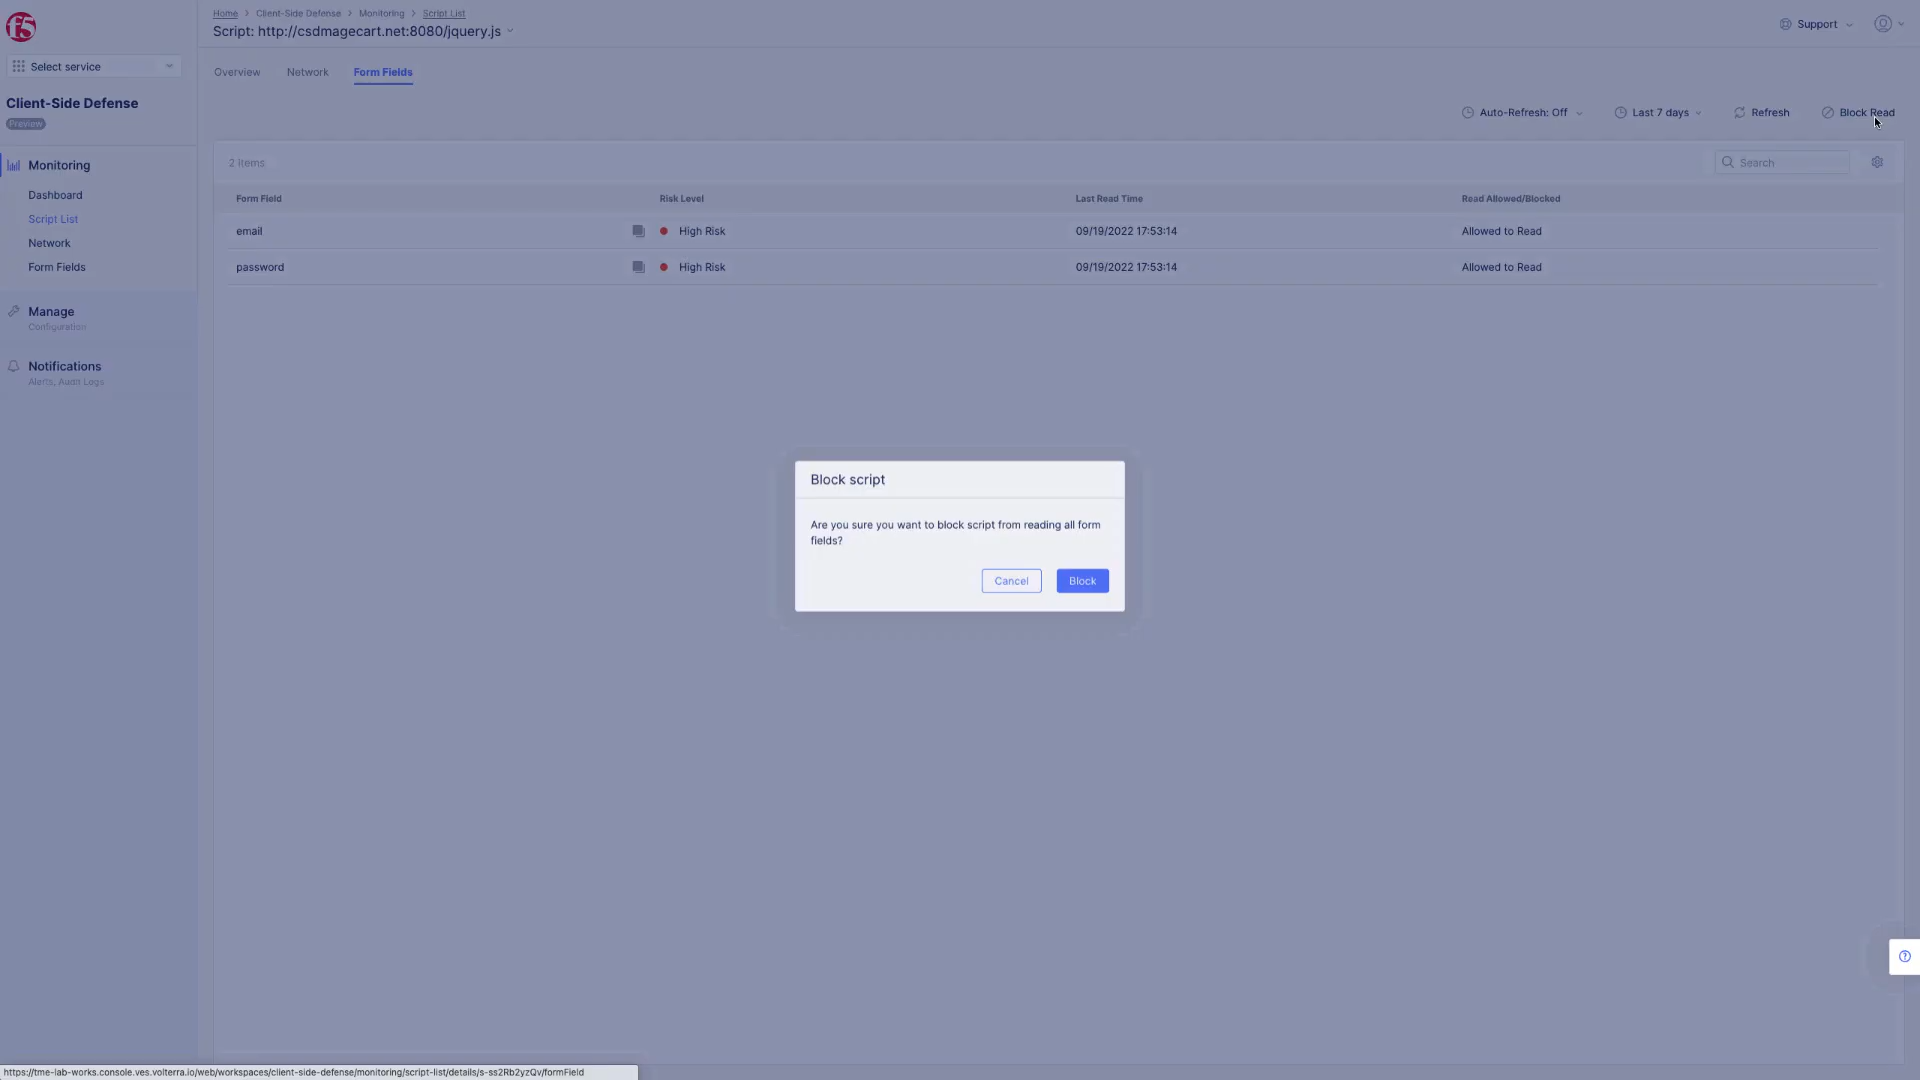 f5
Home > Client-Side Defense > Monitoring > Script List
Script: http://csdmagecart.net:8080/jquery.js
Support
Select service
Client-Side Defense
Preview
Overview Network Form Fields
Auto-Refresh: Off Last 7 days Refresh Block Read
Monitoring
Dashboard
Script List
Network
Form Fields
Manage
Configuration
Notifications
Alerts, Audit Logs
2 Items
Search
Form Field Risk Level Last Read Time Read Allowed/Blocked
email High Risk 09/19/2022 17:53:14 Allowed to Read
password High Risk 09/19/2022 17:53:14 Allowed to Read
Block script
Are you sure you want to block script from reading all form
fields?
Cancel Block
https://tme-lab-works.console.ves.volterra.io/web/workspaces/client-side-defense/monitoring/script-list/details/s-ss2Rb2yzQv/formField